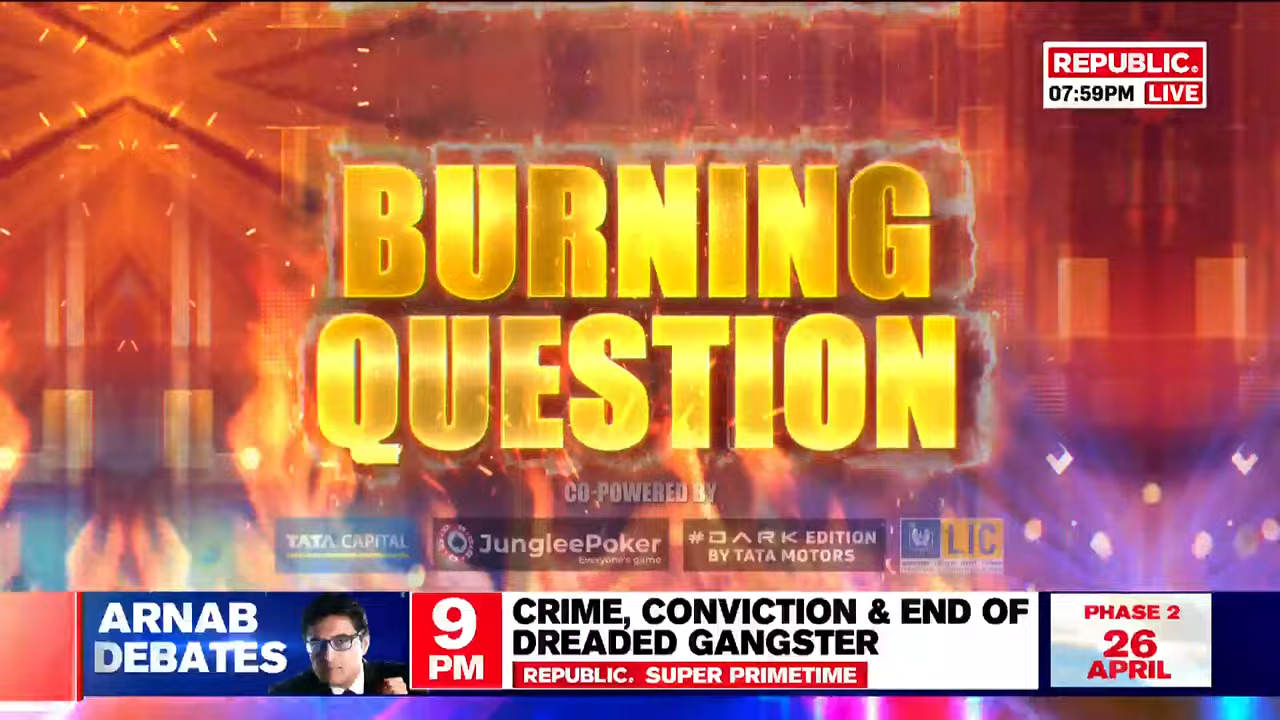 REPUBLIC.
07:59PM LIVE
BURNING
QUESTION
CO-POWERED BY
TATA CAPITAL
JungleePoker
Everyone's game
#DARK EDITION
BY TATA MOTORS
LIC
ARNAB
DEBATES
9
PM
CRIME, CONVICTION & END OF
DREADED GANGSTER
REPUBLIC. SUPER PRIMETIME
PHASE 2
26
APRIL